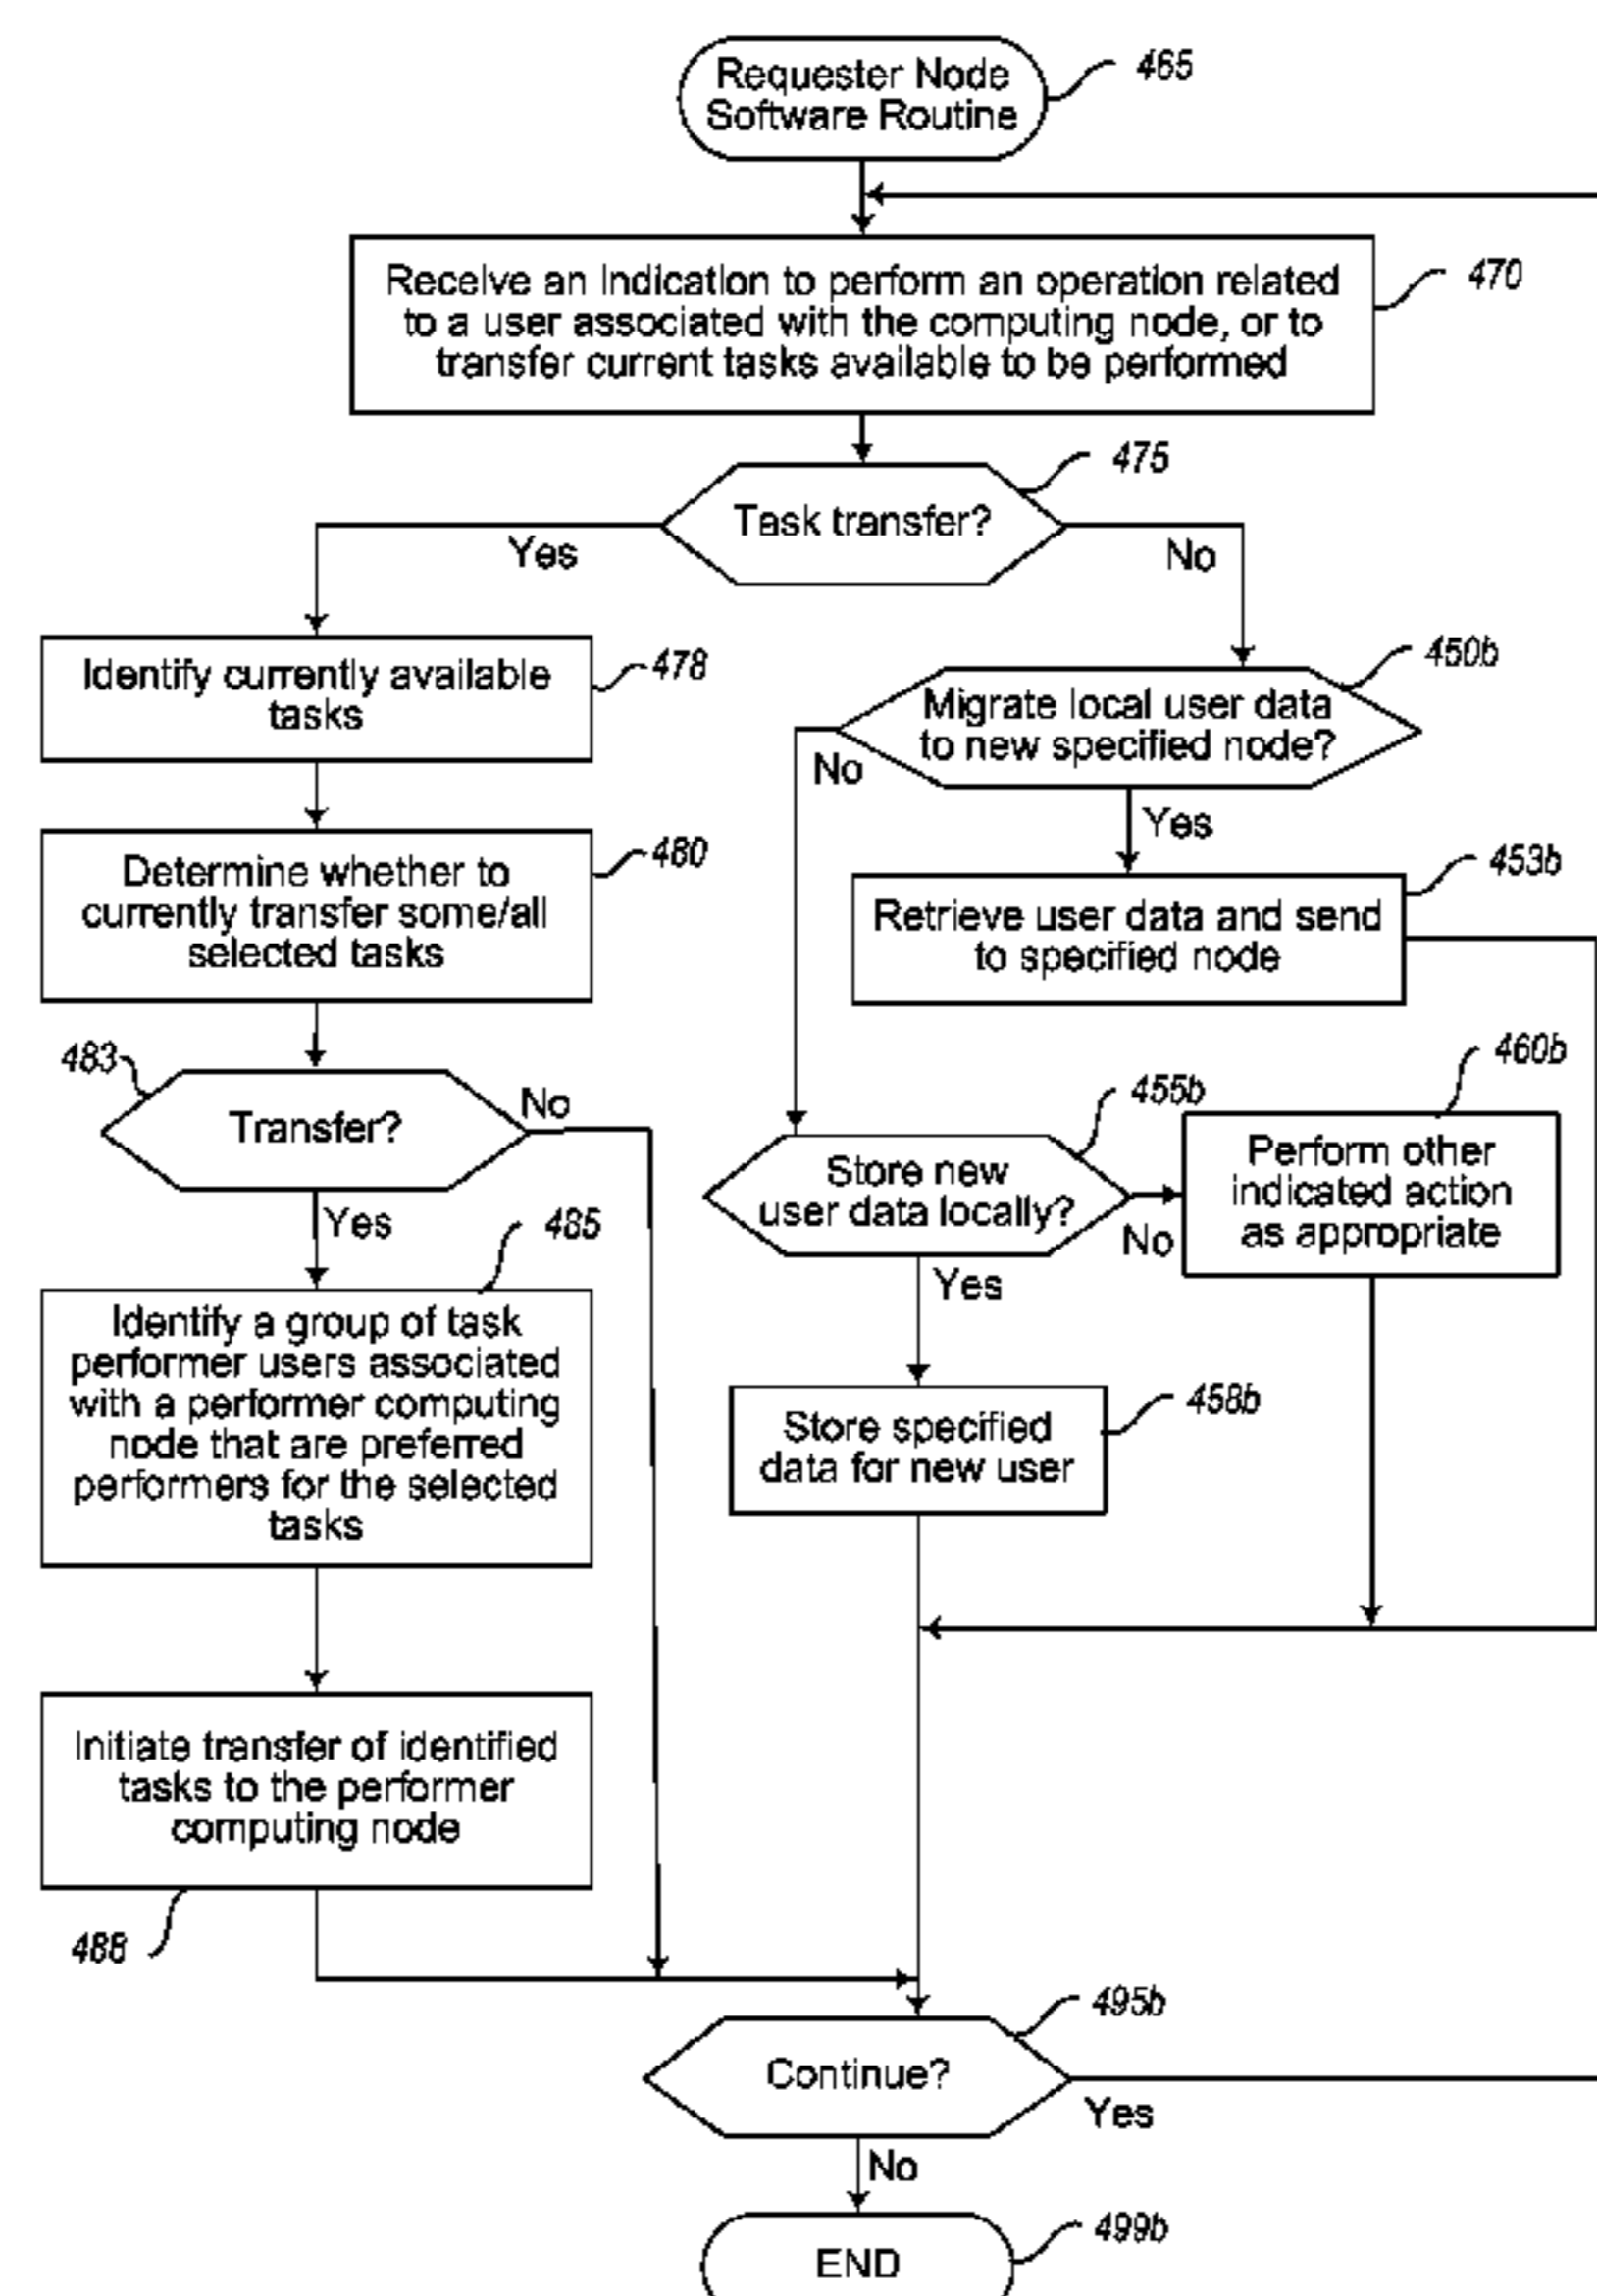 Requester Node
Software Routine
465
Receive an indication to perform an operation related
to a user associated with the computing node, or to
transfer current tasks available to be performed
470
Task transfer?
475
Yes
No
Identify currently available
tasks
478
Migrate local user data
to new specified node?
450b
No
Yes
Determine whether to
currently transfer some/all
selected tasks
480
Retrieve user data and send
to specified node
453b
483
Transfer?
No
Yes
Store new
user data locally?
455b
No
Yes
Perform other
indicated action
as appropriate
460b
Identify a group of task
performer users associated
with a performer computing
node that are preferred
performers for the selected
tasks
485
Store specified
data for new user
458b
Initiate transfer of identified
tasks to the performer
computing node
488
Continue?
495b
Yes
No
END
499b